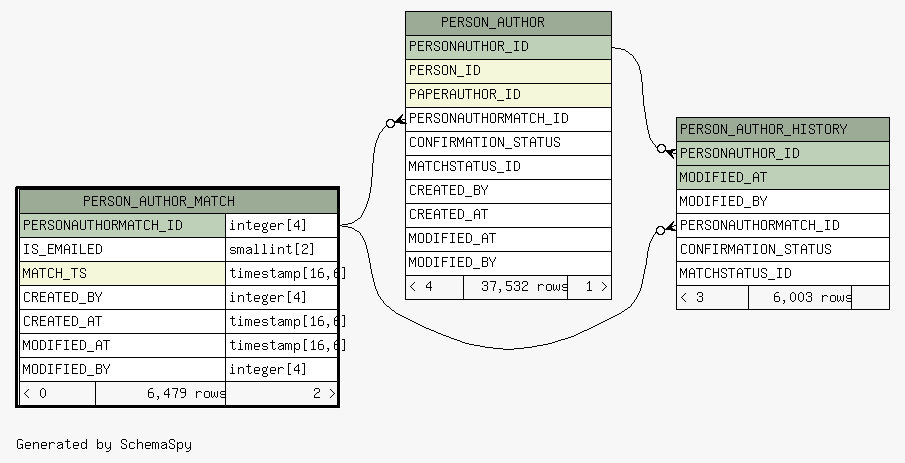 PERSON_AUTHOR
PERSONAUTHOR_ID
PERSON_ID
PAPERAUTHOR_ID
PERSONAUTHORMATCH_ID
CONFIRMATION_STATUS
MATCHSTATUS_ID
CREATED_BY
CREATED_AT
MODIFIED_AT
MODIFIED_BY
< 4 37,532 rows 1 >
PERSON_AUTHOR_HISTORY
PERSONAUTHOR_ID
MODIFIED_AT
MODIFIED_BY
PERSONAUTHORMATCH_ID
CONFIRMATION_STATUS
MATCHSTATUS_ID
< 3 6,003 rows
PERSON_AUTHOR_MATCH
PERSONAUTHORMATCH_ID integer[4]
IS_EMAILED smallint[2]
MATCH_TS timestamp[16,6]
CREATED_BY integer[4]
CREATED_AT timestamp[16,6]
MODIFIED_AT timestamp[16,6]
MODIFIED_BY integer[4]
< 0 6,479 rows 2 >
Generated by SchemaSpy